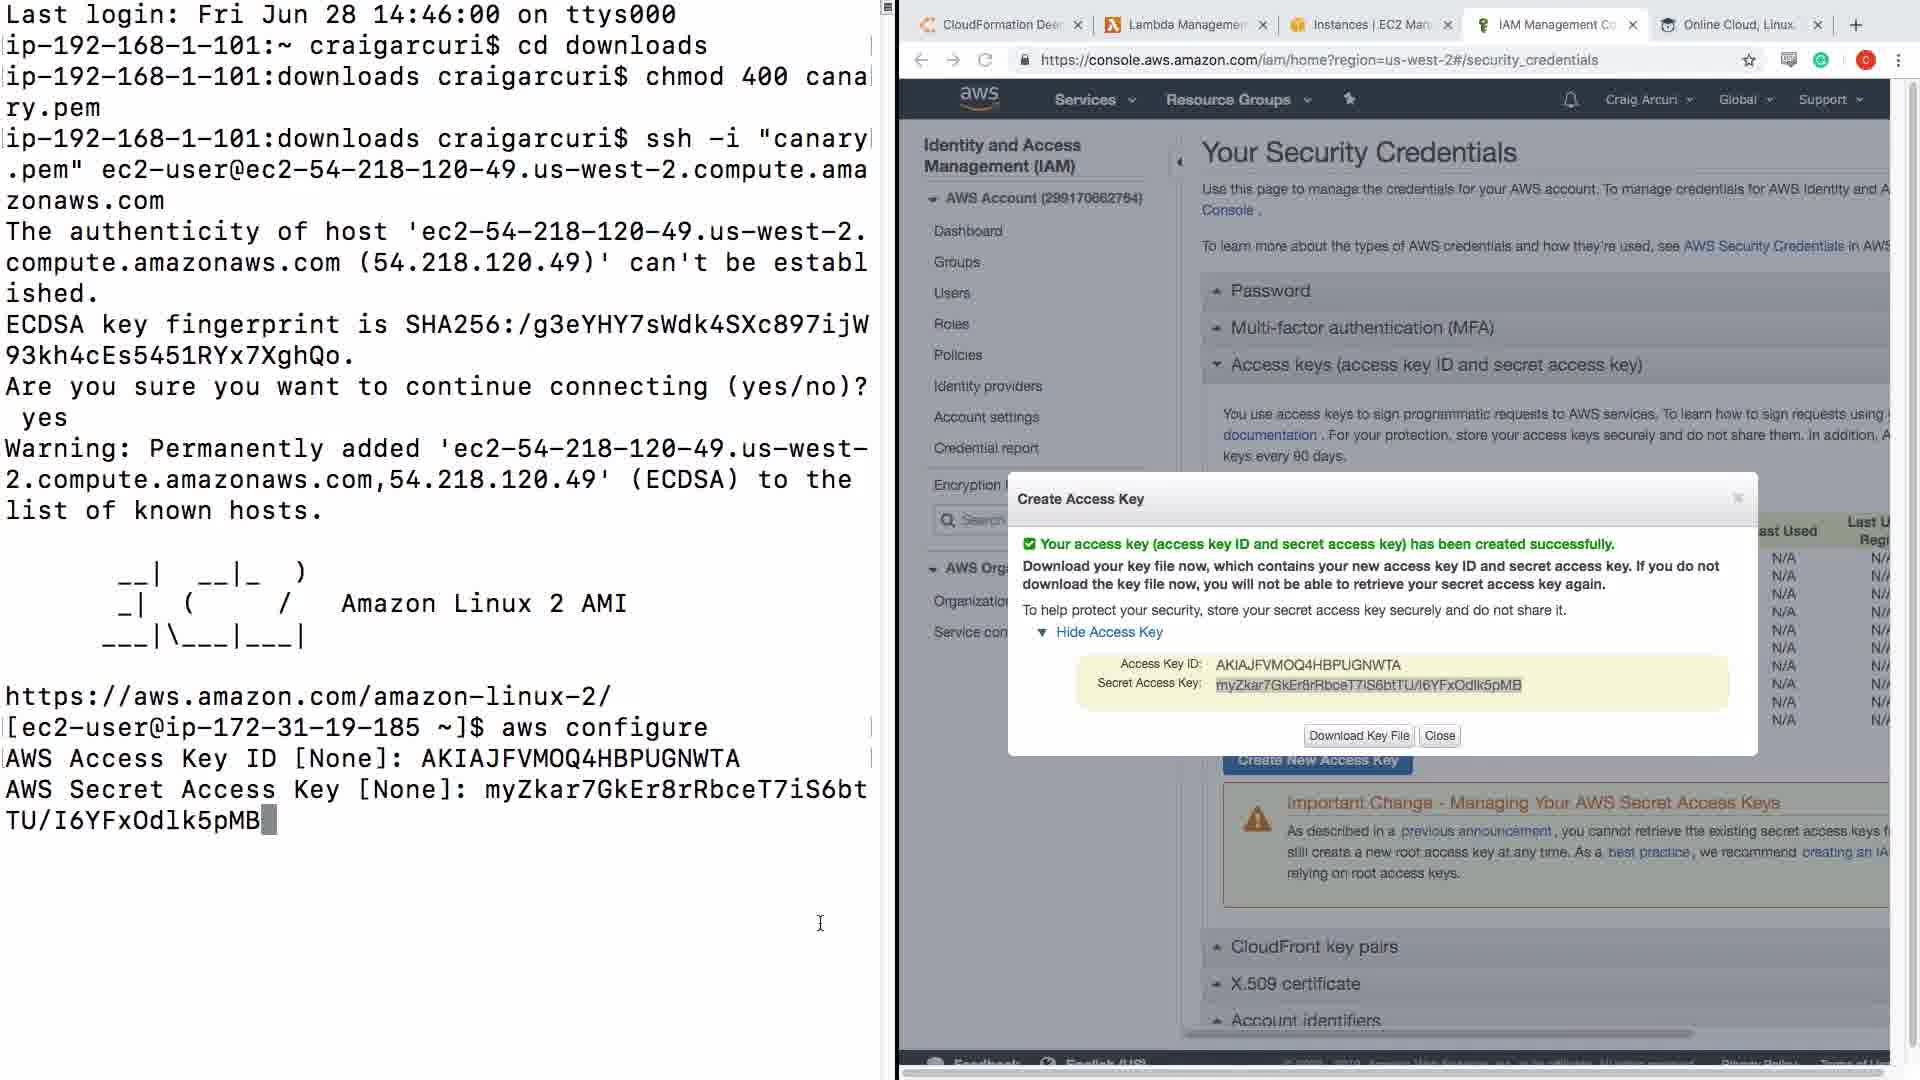 Last login: Fri Jun 28 14:46:00 on ttys000
ip-192-168-1-101:~ craigarcuri$ cd downloads
ip-192-168-1-101:downloads craigarcuri$ chmod 400 cana
ry.pem
ip-192-168-1-101:downloads craigarcuri$ ssh -i "canary
.pem" ec2-user@ec2-54-218-120-49.us-west-2.compute.ama
zonaws.com
The authenticity of host 'ec2-54-218-120-49.us-west-2.
compute.amazonaws.com (54.218.120.49)' can't be establ
ished.
ECDSA key fingerprint is SHA256:/g3eYHY7sWdk4SXc897ijW
93kh4cEs5451RYx7XghQo.
Are you sure you want to continue connecting (yes/no)?
yes
Warning: Permanently added 'ec2-54-218-120-49.us-west-
2.compute.amazonaws.com,54.218.120.49' (ECDSA) to the
list of known hosts.
__|  __|_  )
_|  (     /   Amazon Linux 2 AMI
___|\___|___|
https://aws.amazon.com/amazon-linux-2/
[ec2-user@ip-172-31-19-185 ~]$ aws configure
AWS Access Key ID [None]: AKIAJFVMOQ4HBPUGNWTA
AWS Secret Access Key [None]: myZkar7GkEr8rRbceT7iS6bt
TU/I6YFxOdlk5pMB
CloudFormation Deep
Lambda Management
Instances | EC2 Man
IAM Management Co
Online Cloud, Linux,
https://console.aws.amazon.com/iam/home?region=us-west-2#/security_credentials
C
aws
Services
Resource Groups
Craig Arcuri
Global
Support
Identity and Access
Management (IAM)
AWS Account (299170662754)
Dashboard
Groups
Users
Roles
Policies
Identity providers
Account settings
Credential report
Encryption
Search
AWS Orga
Organization
Service con
Your Security Credentials
Use this page to manage the credentials for your AWS account. To manage credentials for AWS Identity and A
Console .
To learn more about the types of AWS credentials and how they're used, see AWS Security Credentials in AWS
Password
Multi-factor authentication (MFA)
Access keys (access key ID and secret access key)
You use access keys to sign programmatic requests to AWS services. To learn how to sign requests using
documentation . For your protection, store your access keys securely and do not share them. In addition, A
keys every 90 days.
ast Used
Last U
Regi
N/A N/A
N/A N/A
N/A N/A
N/A N/A
N/A N/A
N/A N/A
N/A N/A
N/A N/A
N/A N/A
N/A N/A
Create Access Key
Your access key (access key ID and secret access key) has been created successfully.
Download your key file now, which contains your new access key ID and secret access key. If you do not
download the key file now, you will not be able to retrieve your secret access key again.
To help protect your security, store your secret access key securely and do not share it.
Hide Access Key
Access Key ID: AKIAJFVMOQ4HBPUGNWTA
Secret Access Key: myZkar7GkEr8rRbceT7iS6btTU/I6YFxOdlk5pMB
Download Key File
Close
Create New Access Key
Important Change - Managing Your AWS Secret Access Keys
As described in a previous announcement, you cannot retrieve the existing secret access keys f
still create a new root access key at any time. As a best practice, we recommend creating an IA
relying on root access keys.
CloudFront key pairs
X.509 certificate
Account identifiers
Feedback
English (US)